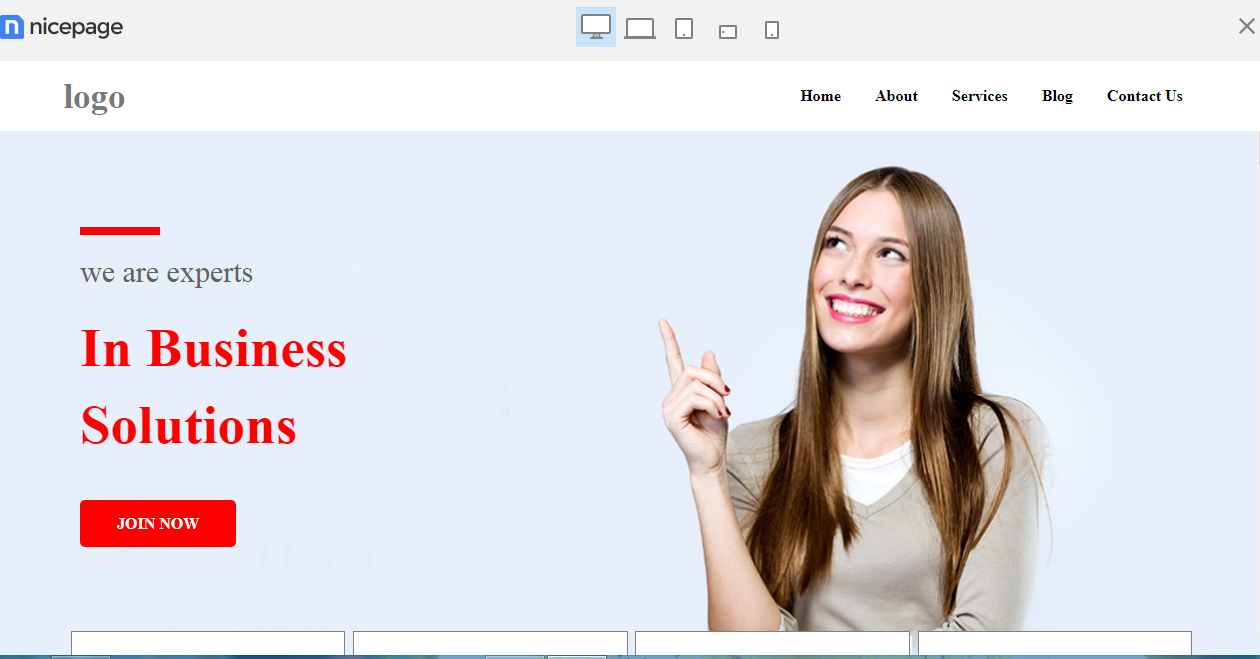 nicepage
logo
Home About Services Blog Contact Us
we are experts
In Business
Solutions
JOIN NOW